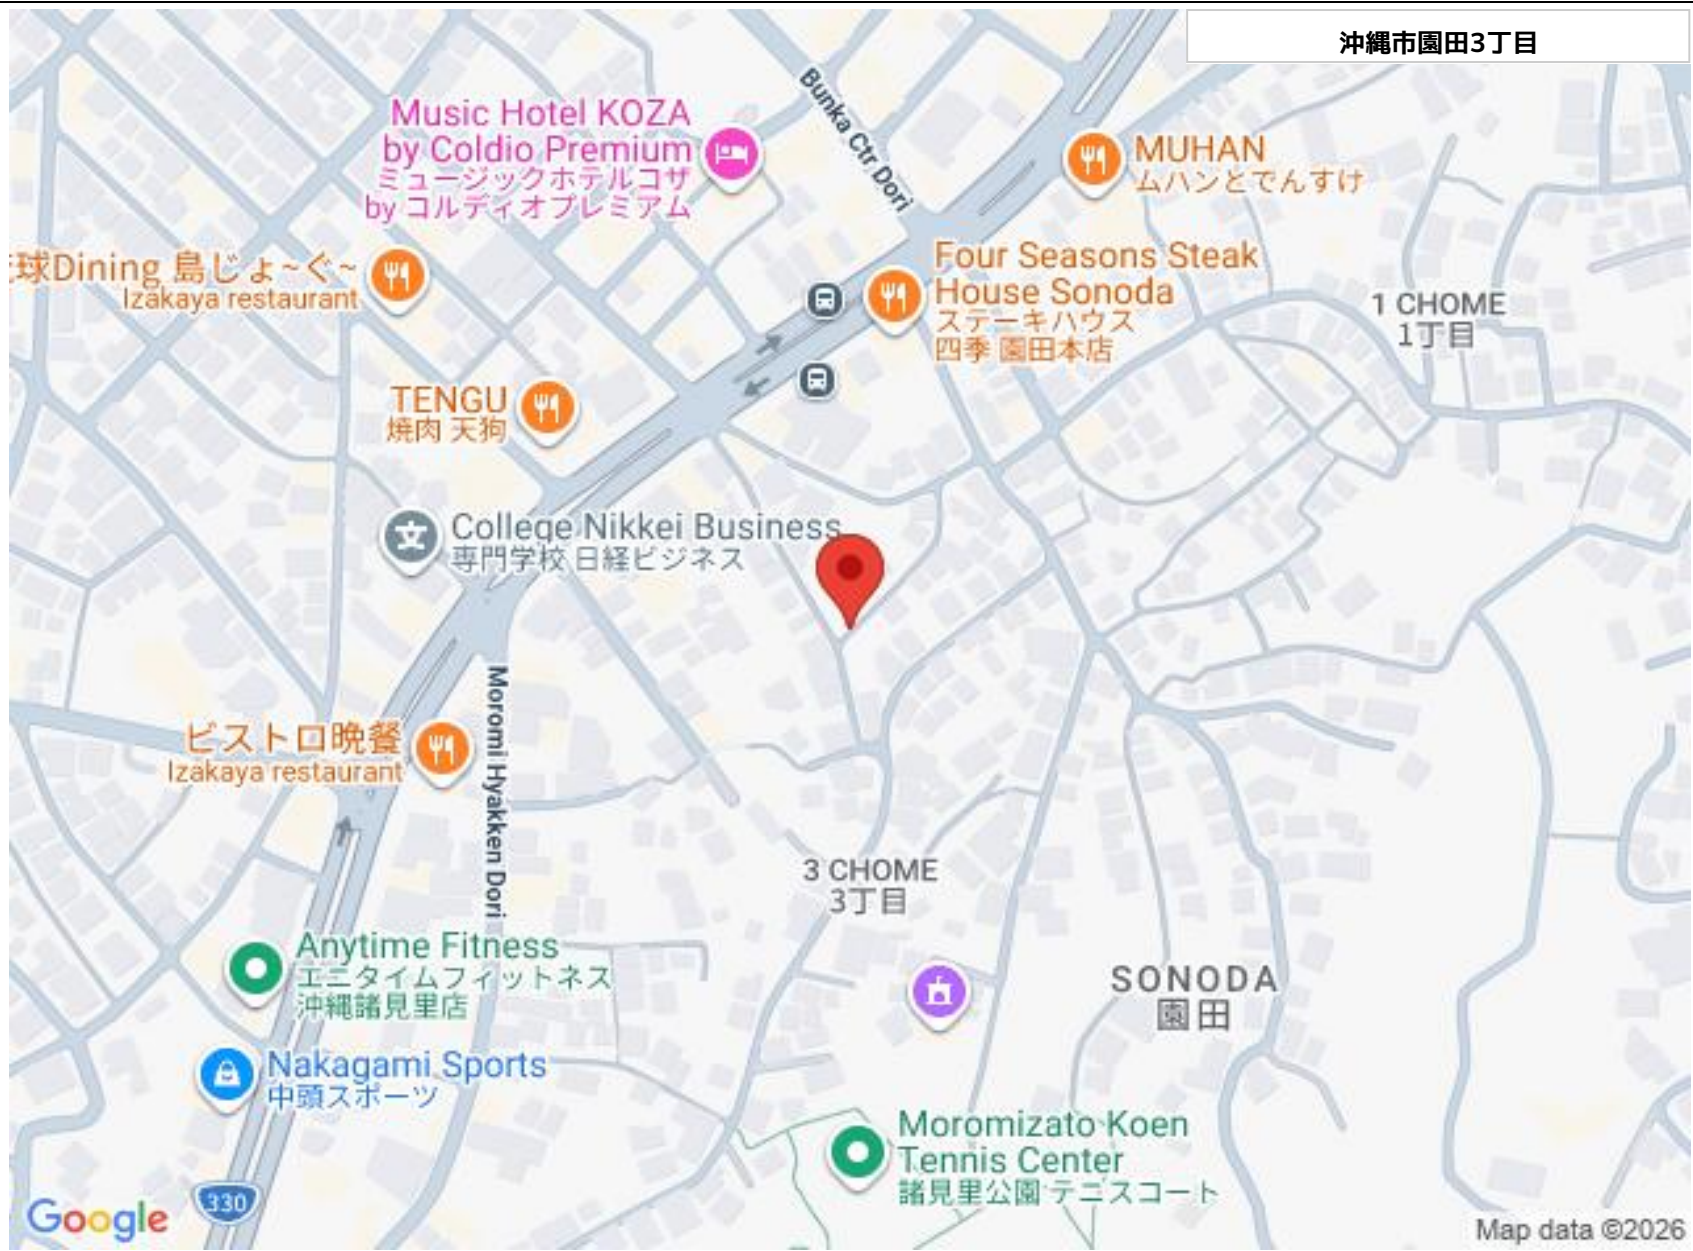 沖縄市園田3丁目
Bunka Ctr Dori
Music Hotel KOZA
by Coldio Premium
ミュージックホテルコザ
by コルディオプレミアム
MUHAN
ムハンとでんすけ
球Dining 島じょ~ぐ~
Izakaya restaurant
Four Seasons Steak
House Sonoda
ステーキハウス
四季 園田本店
1 CHOME
1丁目
TENGU
焼肉 天狗
College Nikkei Business
専門学校 日経ビジネス
Moromi Hyakken Dori
ビストロ晩餐
Izakaya restaurant
3 CHOME
3丁目
Anytime Fitness
エニタイムフィットネス
沖縄諸見里店
SONODA
園田
Nakagami Sports
中頭スポーツ
Moromizato Koen
Tennis Center
諸見里公園 テニスコート
330
Google
Map data ©2026